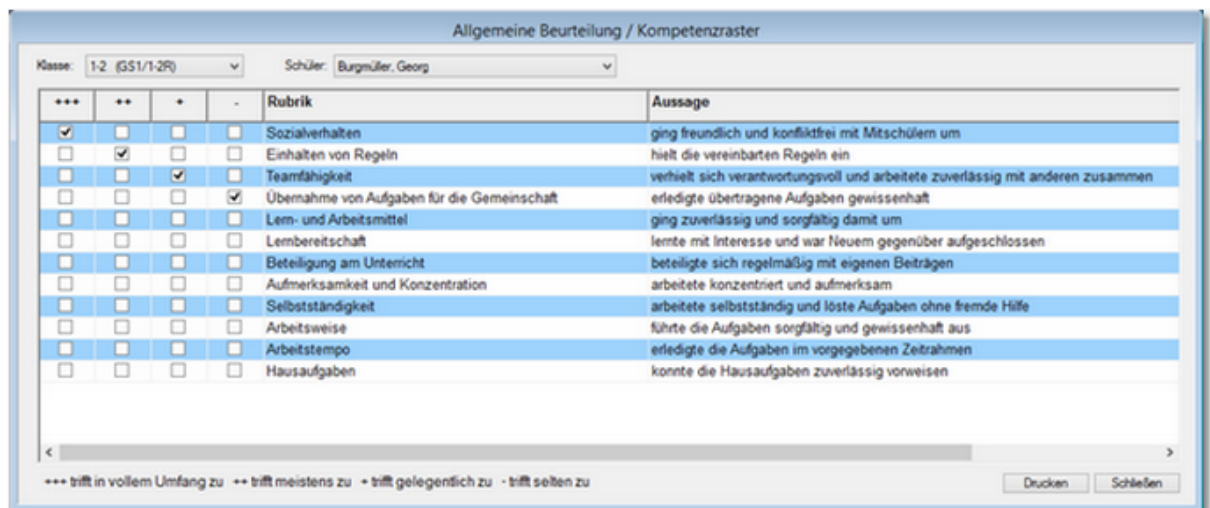 Allgemeine Beurteilung / Kompetenzraster
Klasse: 1-2 (GS1/1-2R) Schüler: Burgmüller, Georg
+++ ++ + - Rubrik Aussage
Sozialverhalten ging freundlich und konfliktfrei mit Mitschülern um
Einhalten von Regeln hielt die vereinbarten Regeln ein
Teamfähigkeit verhielt sich verantwortungsvoll und arbeitete zuverlässig mit anderen zusammen
Übernahme von Aufgaben für die Gemeinschaft erledigte übertragene Aufgaben gewissenhaft
Lern- und Arbeitsmittel ging zuverlässig und sorgfältig damit um
Lernbereitschaft lernte mit Interesse und war Neuem gegenüber aufgeschlossen
Beteiligung am Unterricht beteiligte sich regelmäßig mit eigenen Beiträgen
Aufmerksamkeit und Konzentration arbeitete konzentriert und aufmerksam
Selbstständigkeit arbeitete selbstständig und löste Aufgaben ohne fremde Hilfe
Arbeitsweise führte die Aufgaben sorgfältig und gewissenhaft aus
Arbeitstempo erledigte die Aufgaben im vorgegebenen Zeitrahmen
Hausaufgaben konnte die Hausaufgaben zuverlässig vorweisen
+++ trifft in vollem Umfang zu ++ trifft meistens zu + trifft gelegentlich zu - trifft selten zu Drucken Schließen